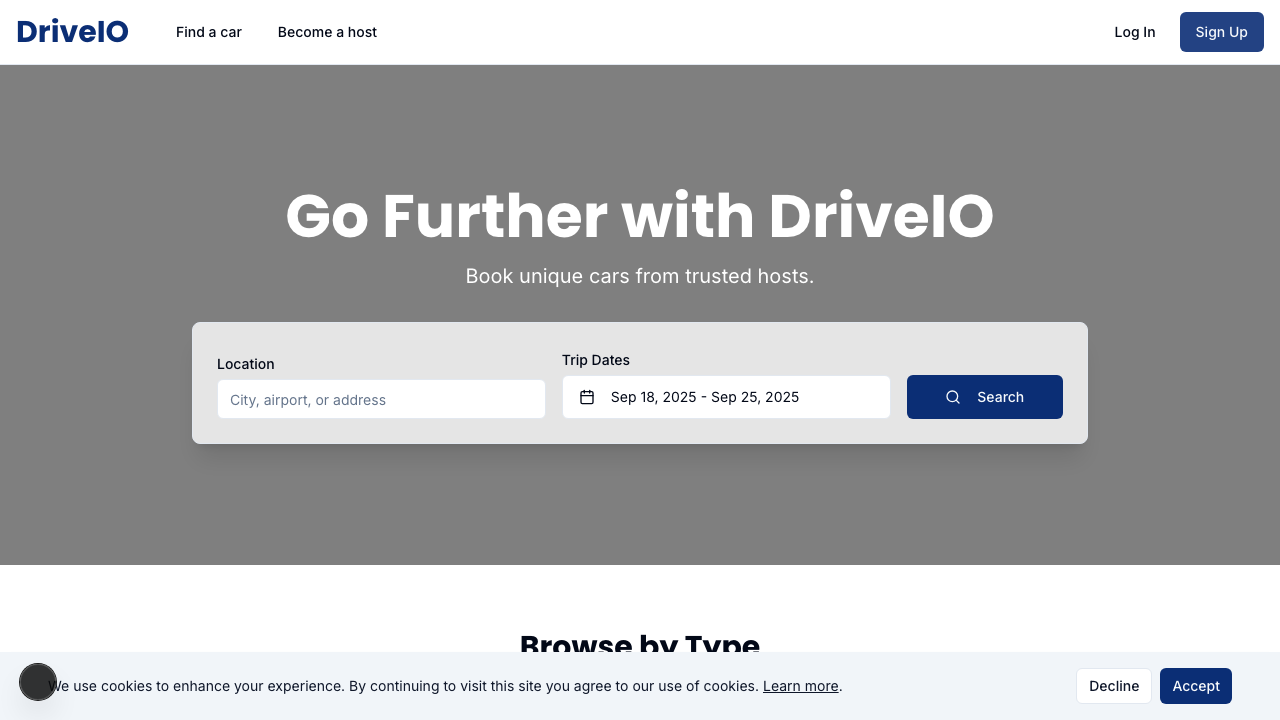 DriveIO
Find a car
Become a host
Log In
Sign Up
Go Further with DriveIO
Book unique cars from trusted hosts.
Location
City, airport, or address
Trip Dates
Sep 18, 2025 - Sep 25, 2025
Search
Browse by Type
We use cookies to enhance your experience. By continuing to visit this site you agree to our use of cookies. Learn more.
Decline
Accept